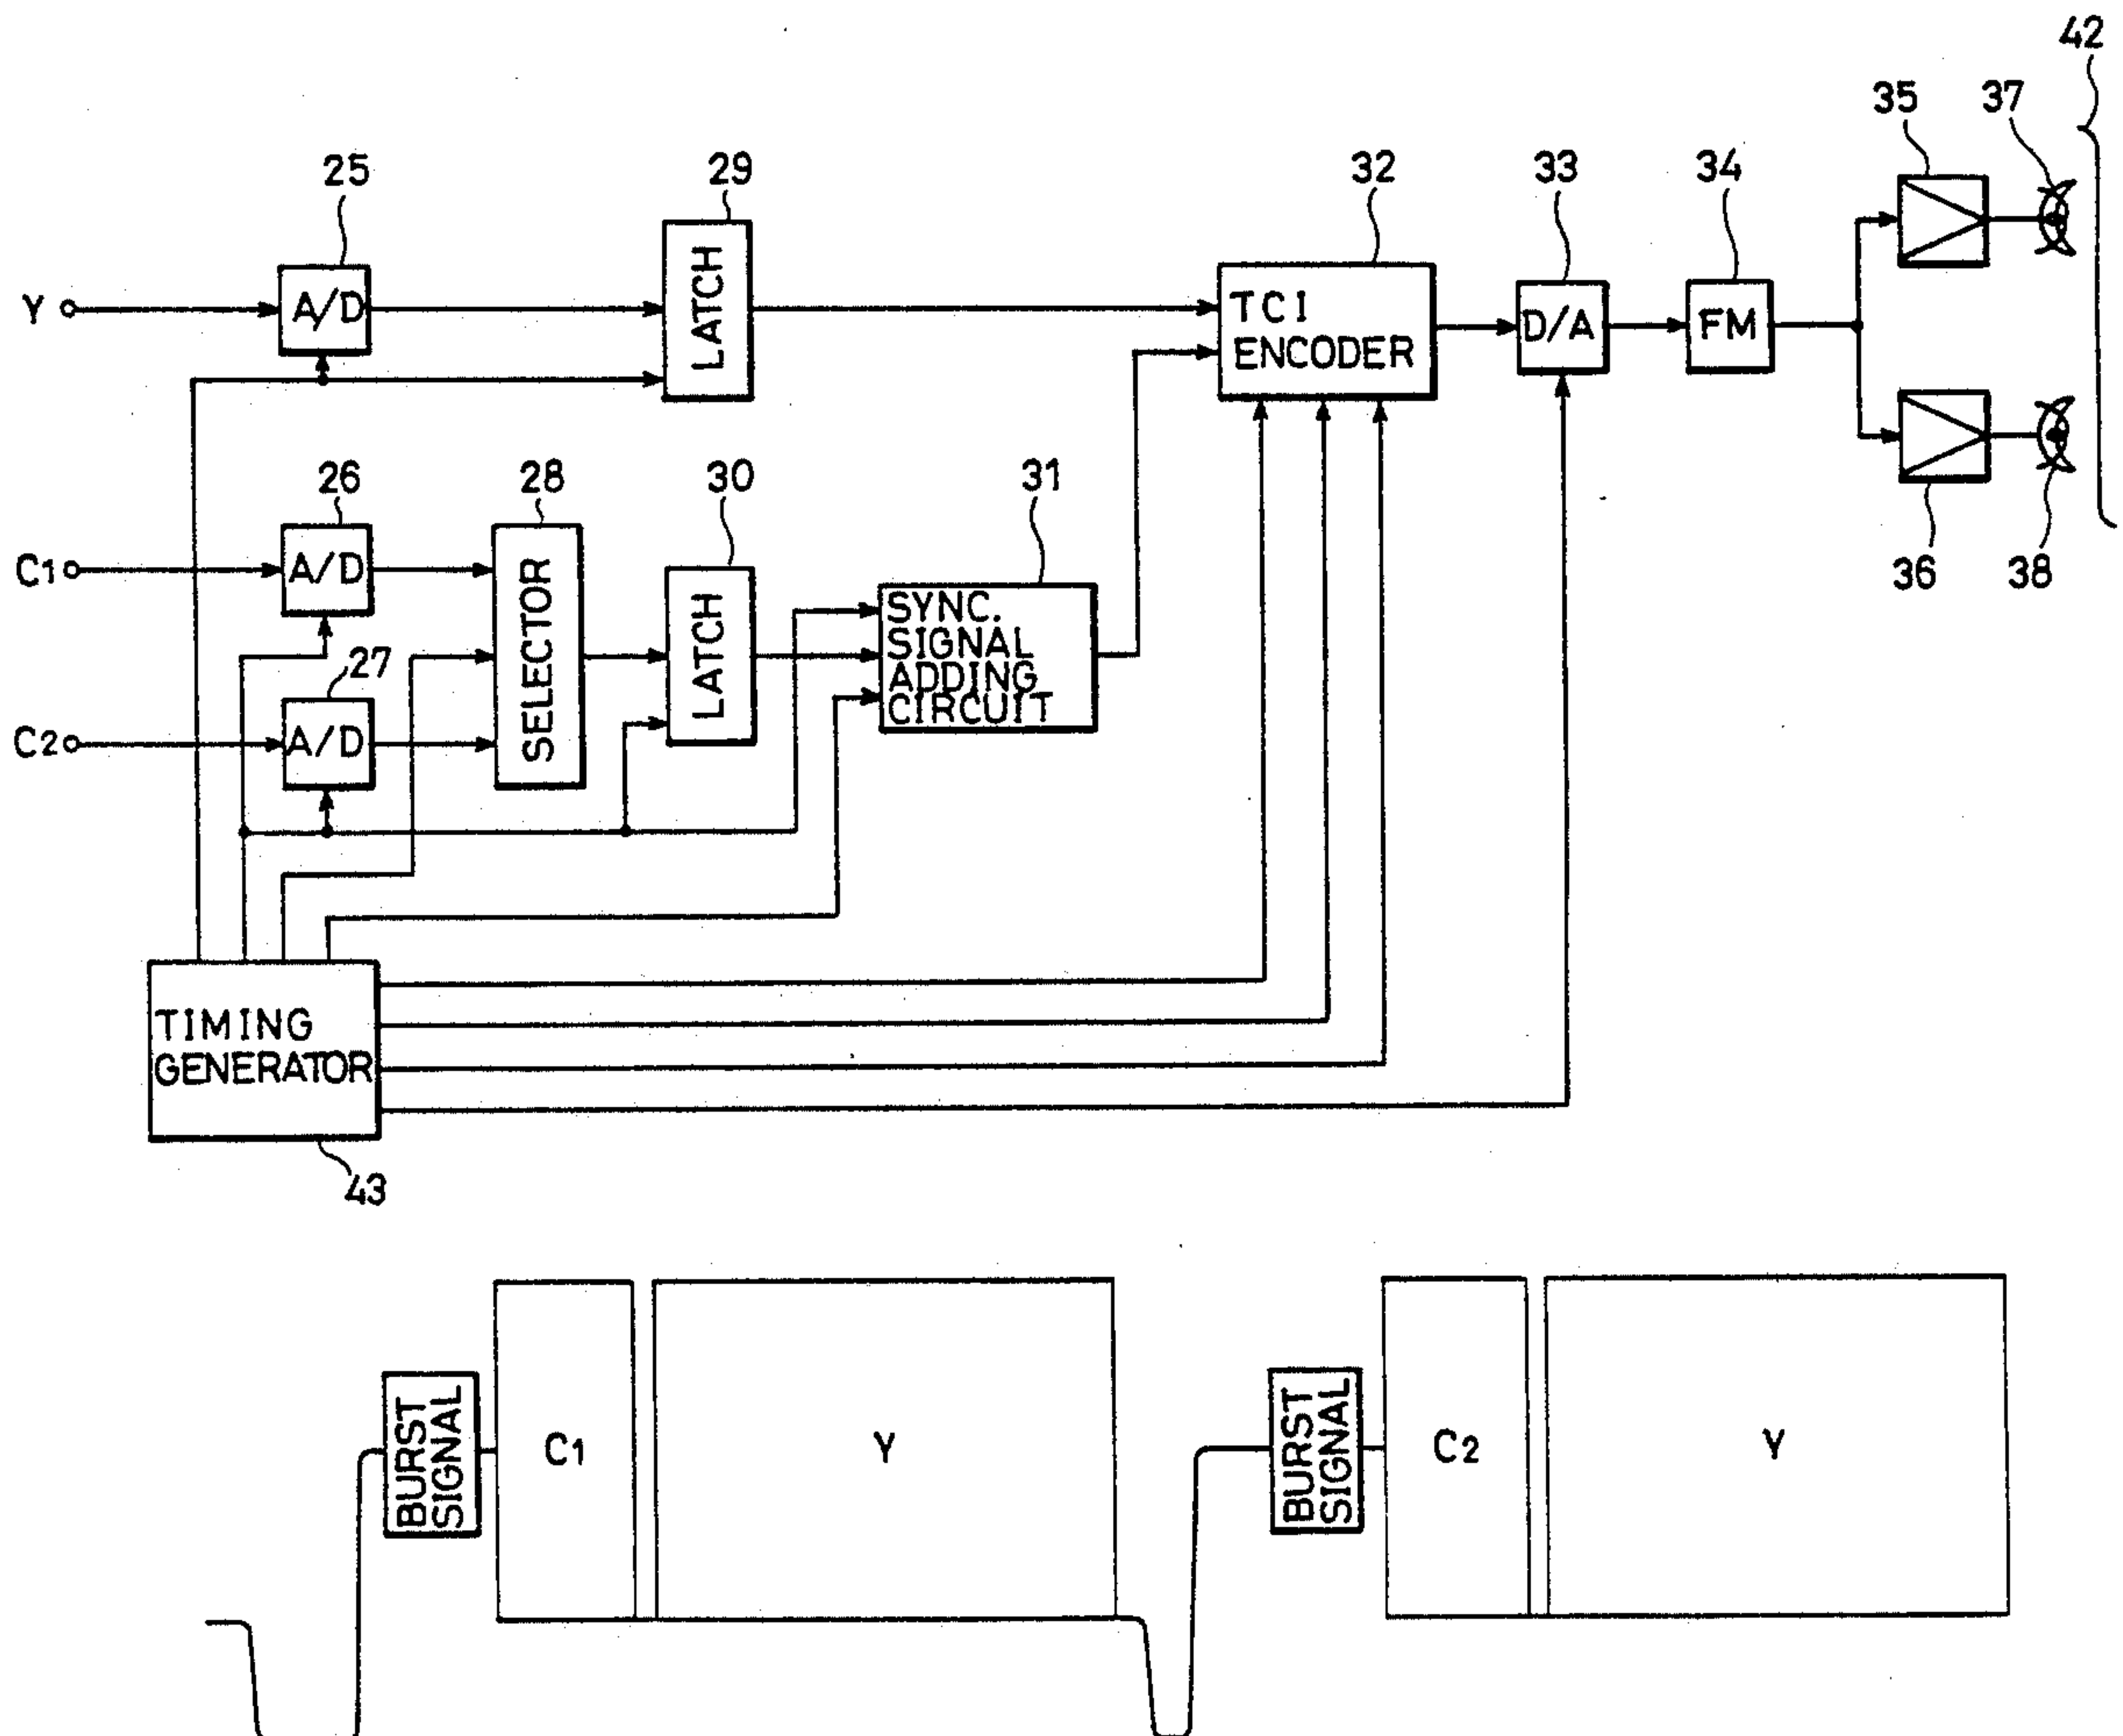 42
35 37
25 29 32 33 34
Y A/D LATCH TCI
ENCODER D/A FM
26 28 30 31
36 38
C1 A/D SELECTOR LATCH SYNC.
SIGNAL
ADDING
CIRCUIT
27
C2 A/D
TIMING
GENERATOR
43
BURST
SIGNAL
C1
Y
BURST
SIGNAL
C2
Y